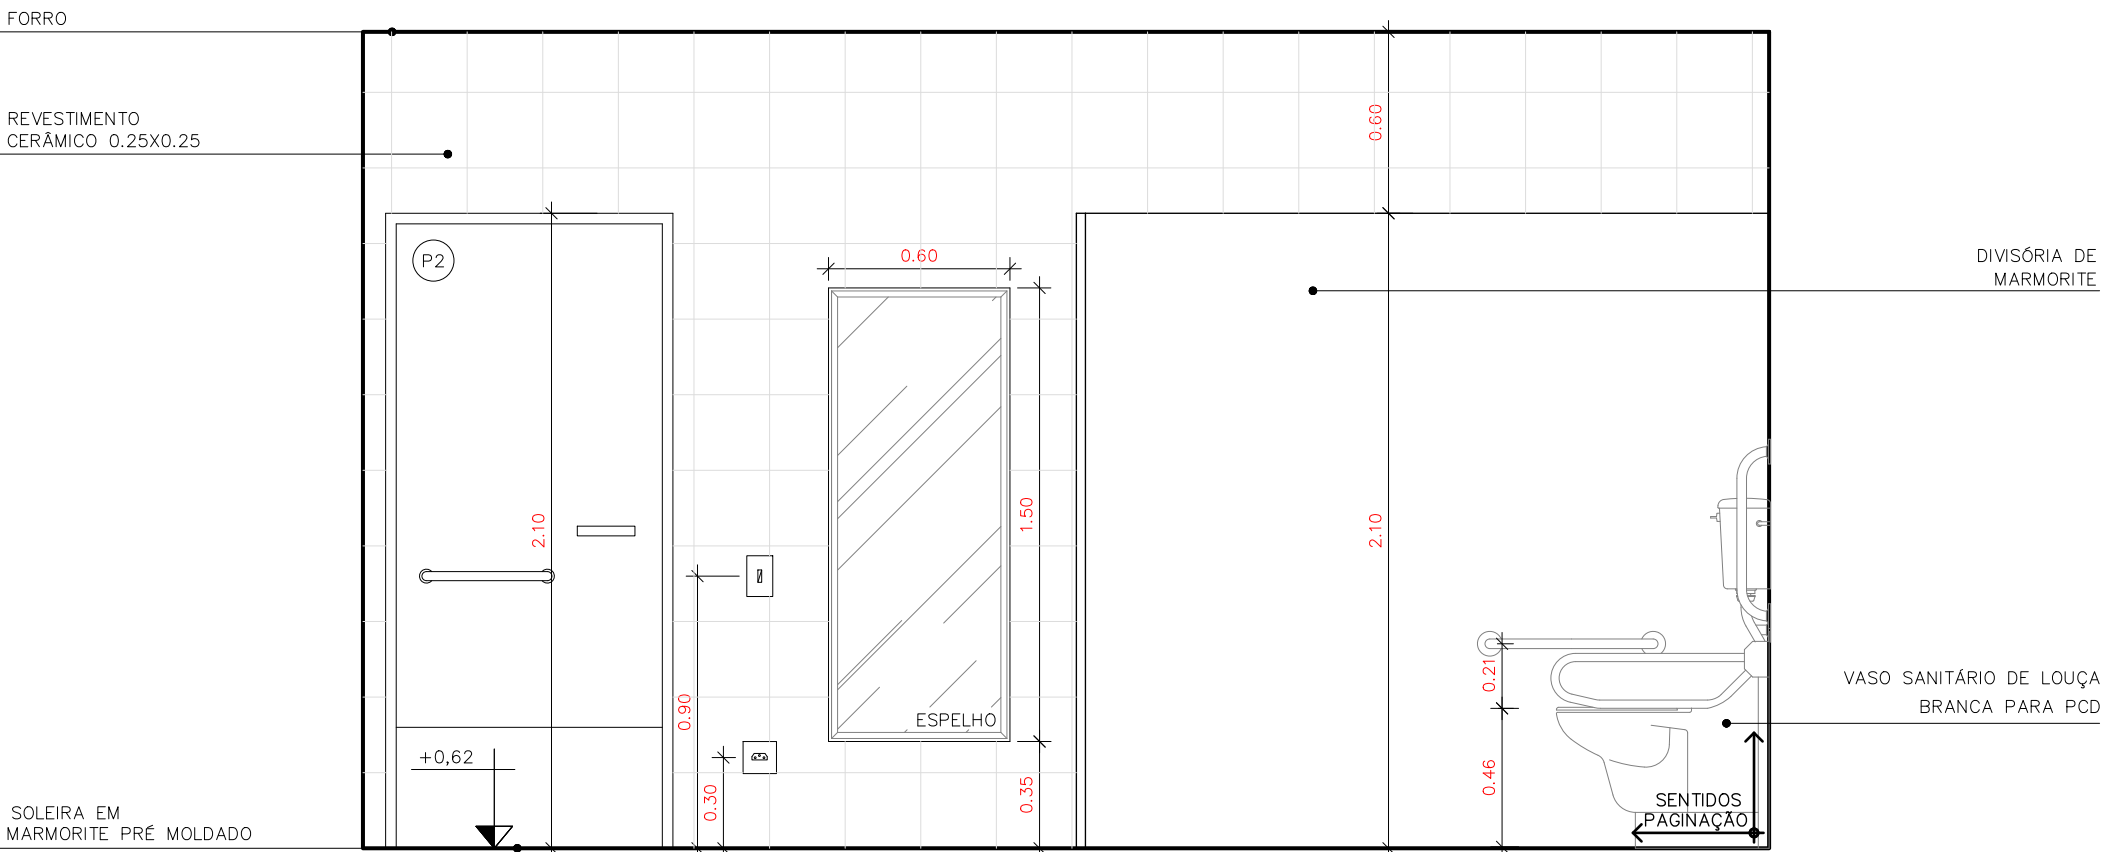 FORRO
REVESTIMENTO
CERÂMICO 0.25X0.25
0.60
P2
0.60
DIVISÓRIA DE
MARMORITE
2.10
1.50
2.10
0.90
0.21
VASO SANITÁRIO DE LOUÇA
BRANCA PARA PCD
ESPELHO
+0,62
0.30
0.35
0.46
SENTIDOS
PAGINAÇÃO
SOLEIRA EM
MARMORITE PRÉ MOLDADO